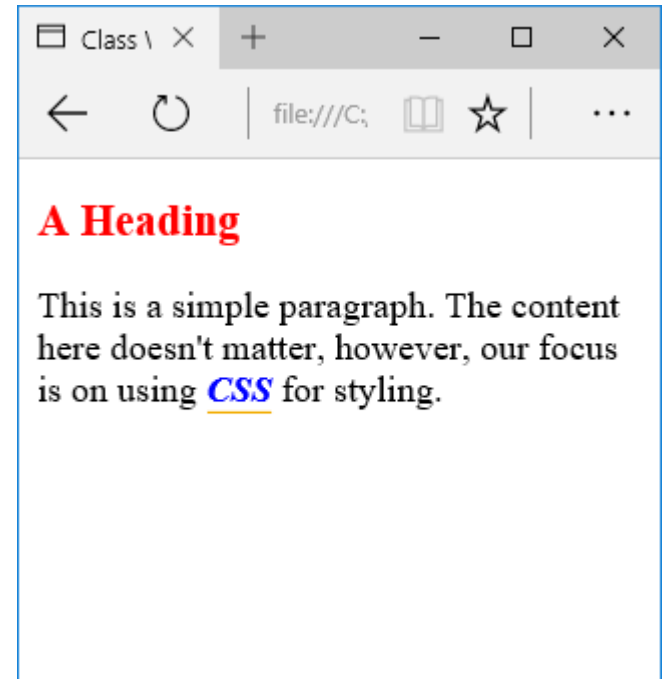 Class \
file:///C:
A Heading
This is a simple paragraph. The content
here doesn't matter, however, our focus
is on using CSS for styling.